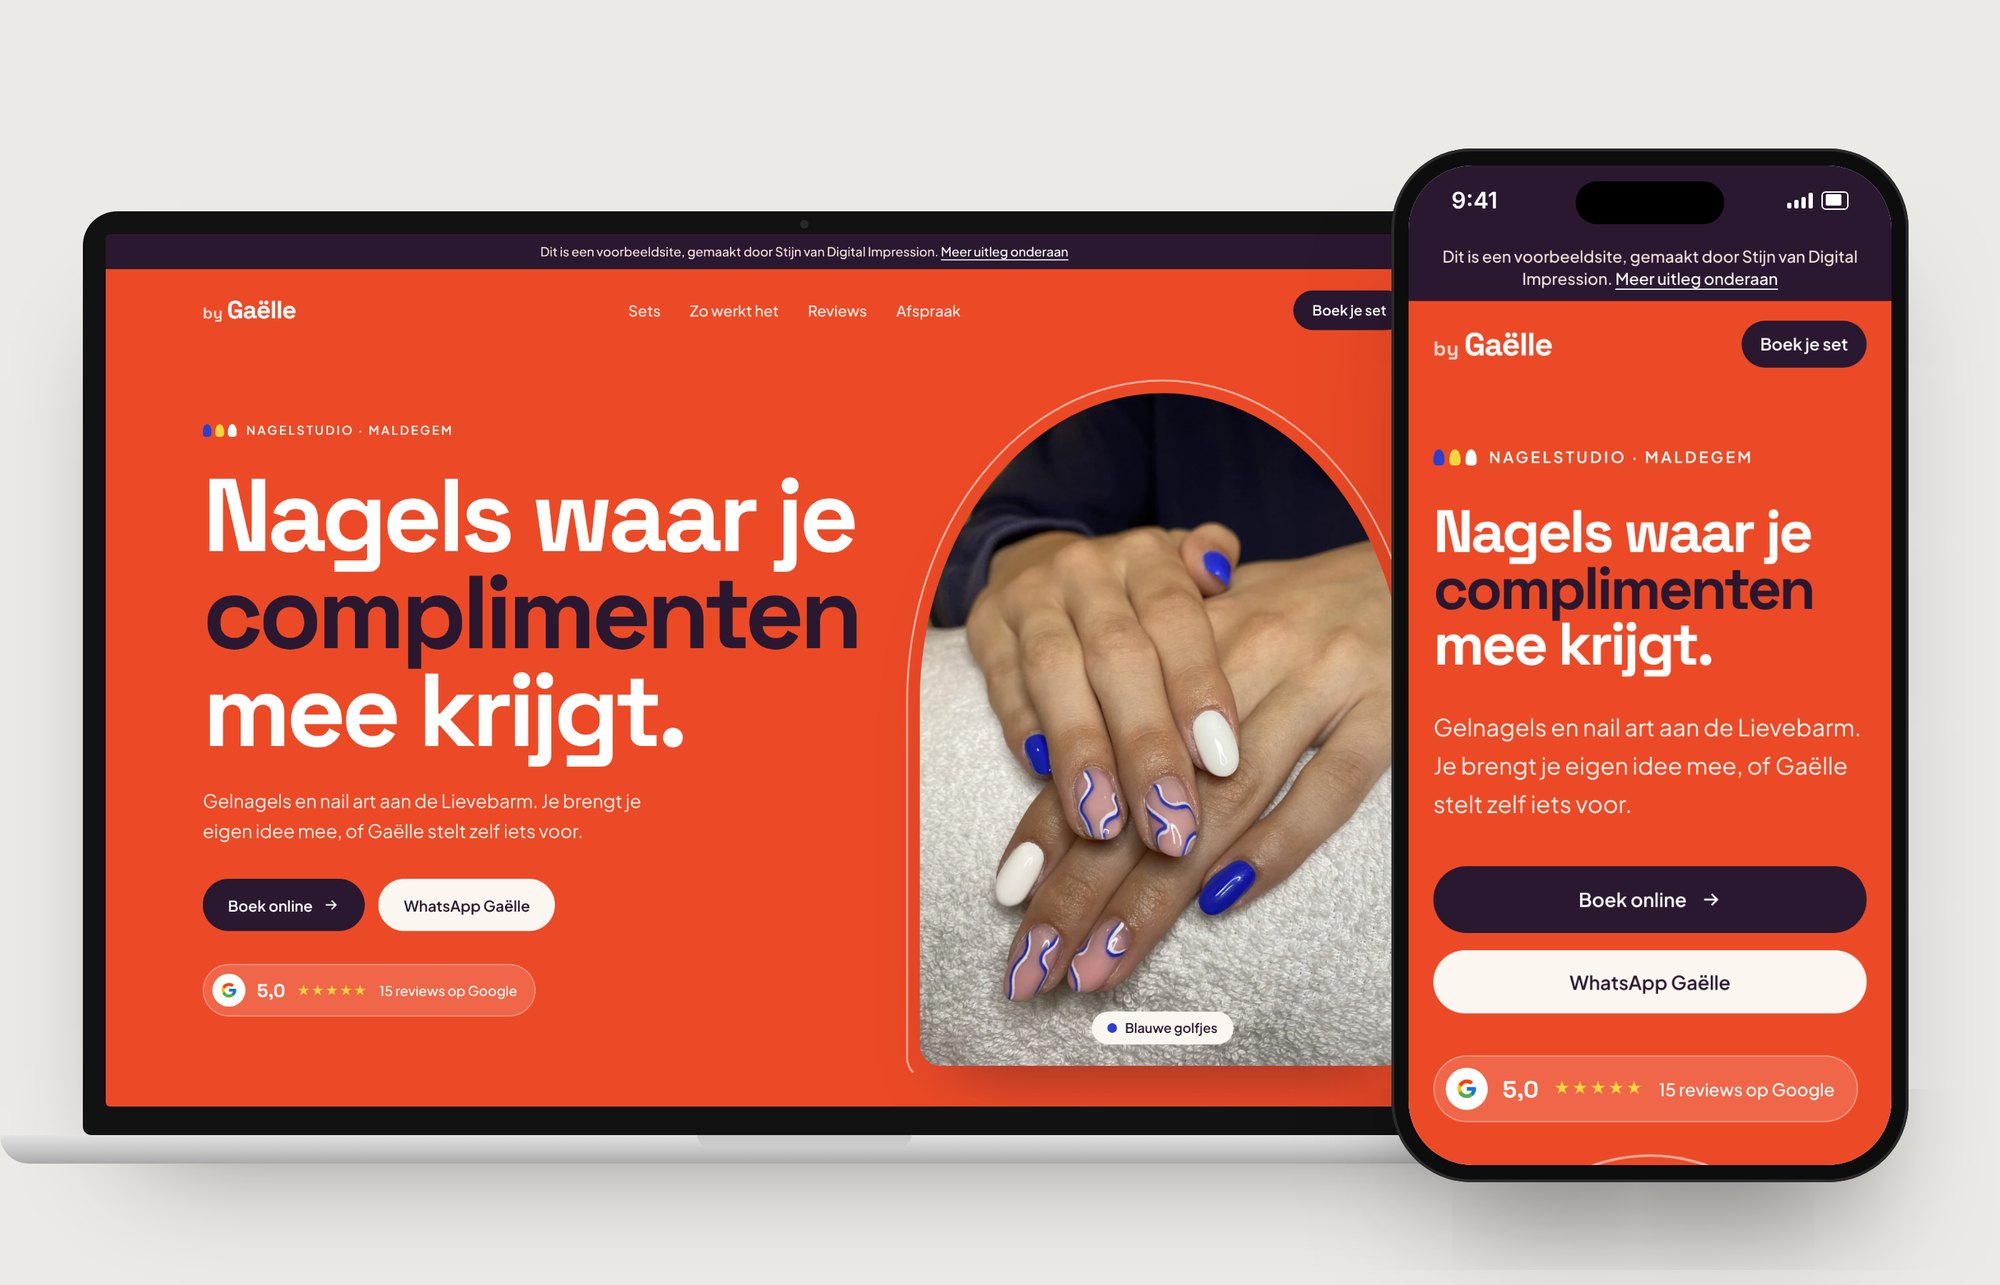 Dit is een voorbeeldsite, gemaakt door Stijn van Digital Impression. Meer uitleg onderaan
by Gaëlle
Sets
Zo werkt het
Reviews
Afspraak
Boek je set
NAGELSTUDIO · MALDEGEM
Nagels waar je
complimenten
mee krijgt.
Gelnagels en nail art aan de Lievebarm. Je brengt je
eigen idee mee, of Gaëlle stelt zelf iets voor.
Boek online →
WhatsApp Gaëlle
G 5,0 ★★★★★ 15 reviews op Google
Blauwe golfjes
9:41
Dit is een voorbeeldsite, gemaakt door Stijn van Digital
Impression. Meer uitleg onderaan
by Gaëlle
Boek je set
NAGELSTUDIO · MALDEGEM
Nagels waar je
complimenten
mee krijgt.
Gelnagels en nail art aan de Lievebarm.
Je brengt je eigen idee mee, of Gaëlle
stelt zelf iets voor.
Boek online →
WhatsApp Gaëlle
G 5,0 ★★★★★ 15 reviews op Google